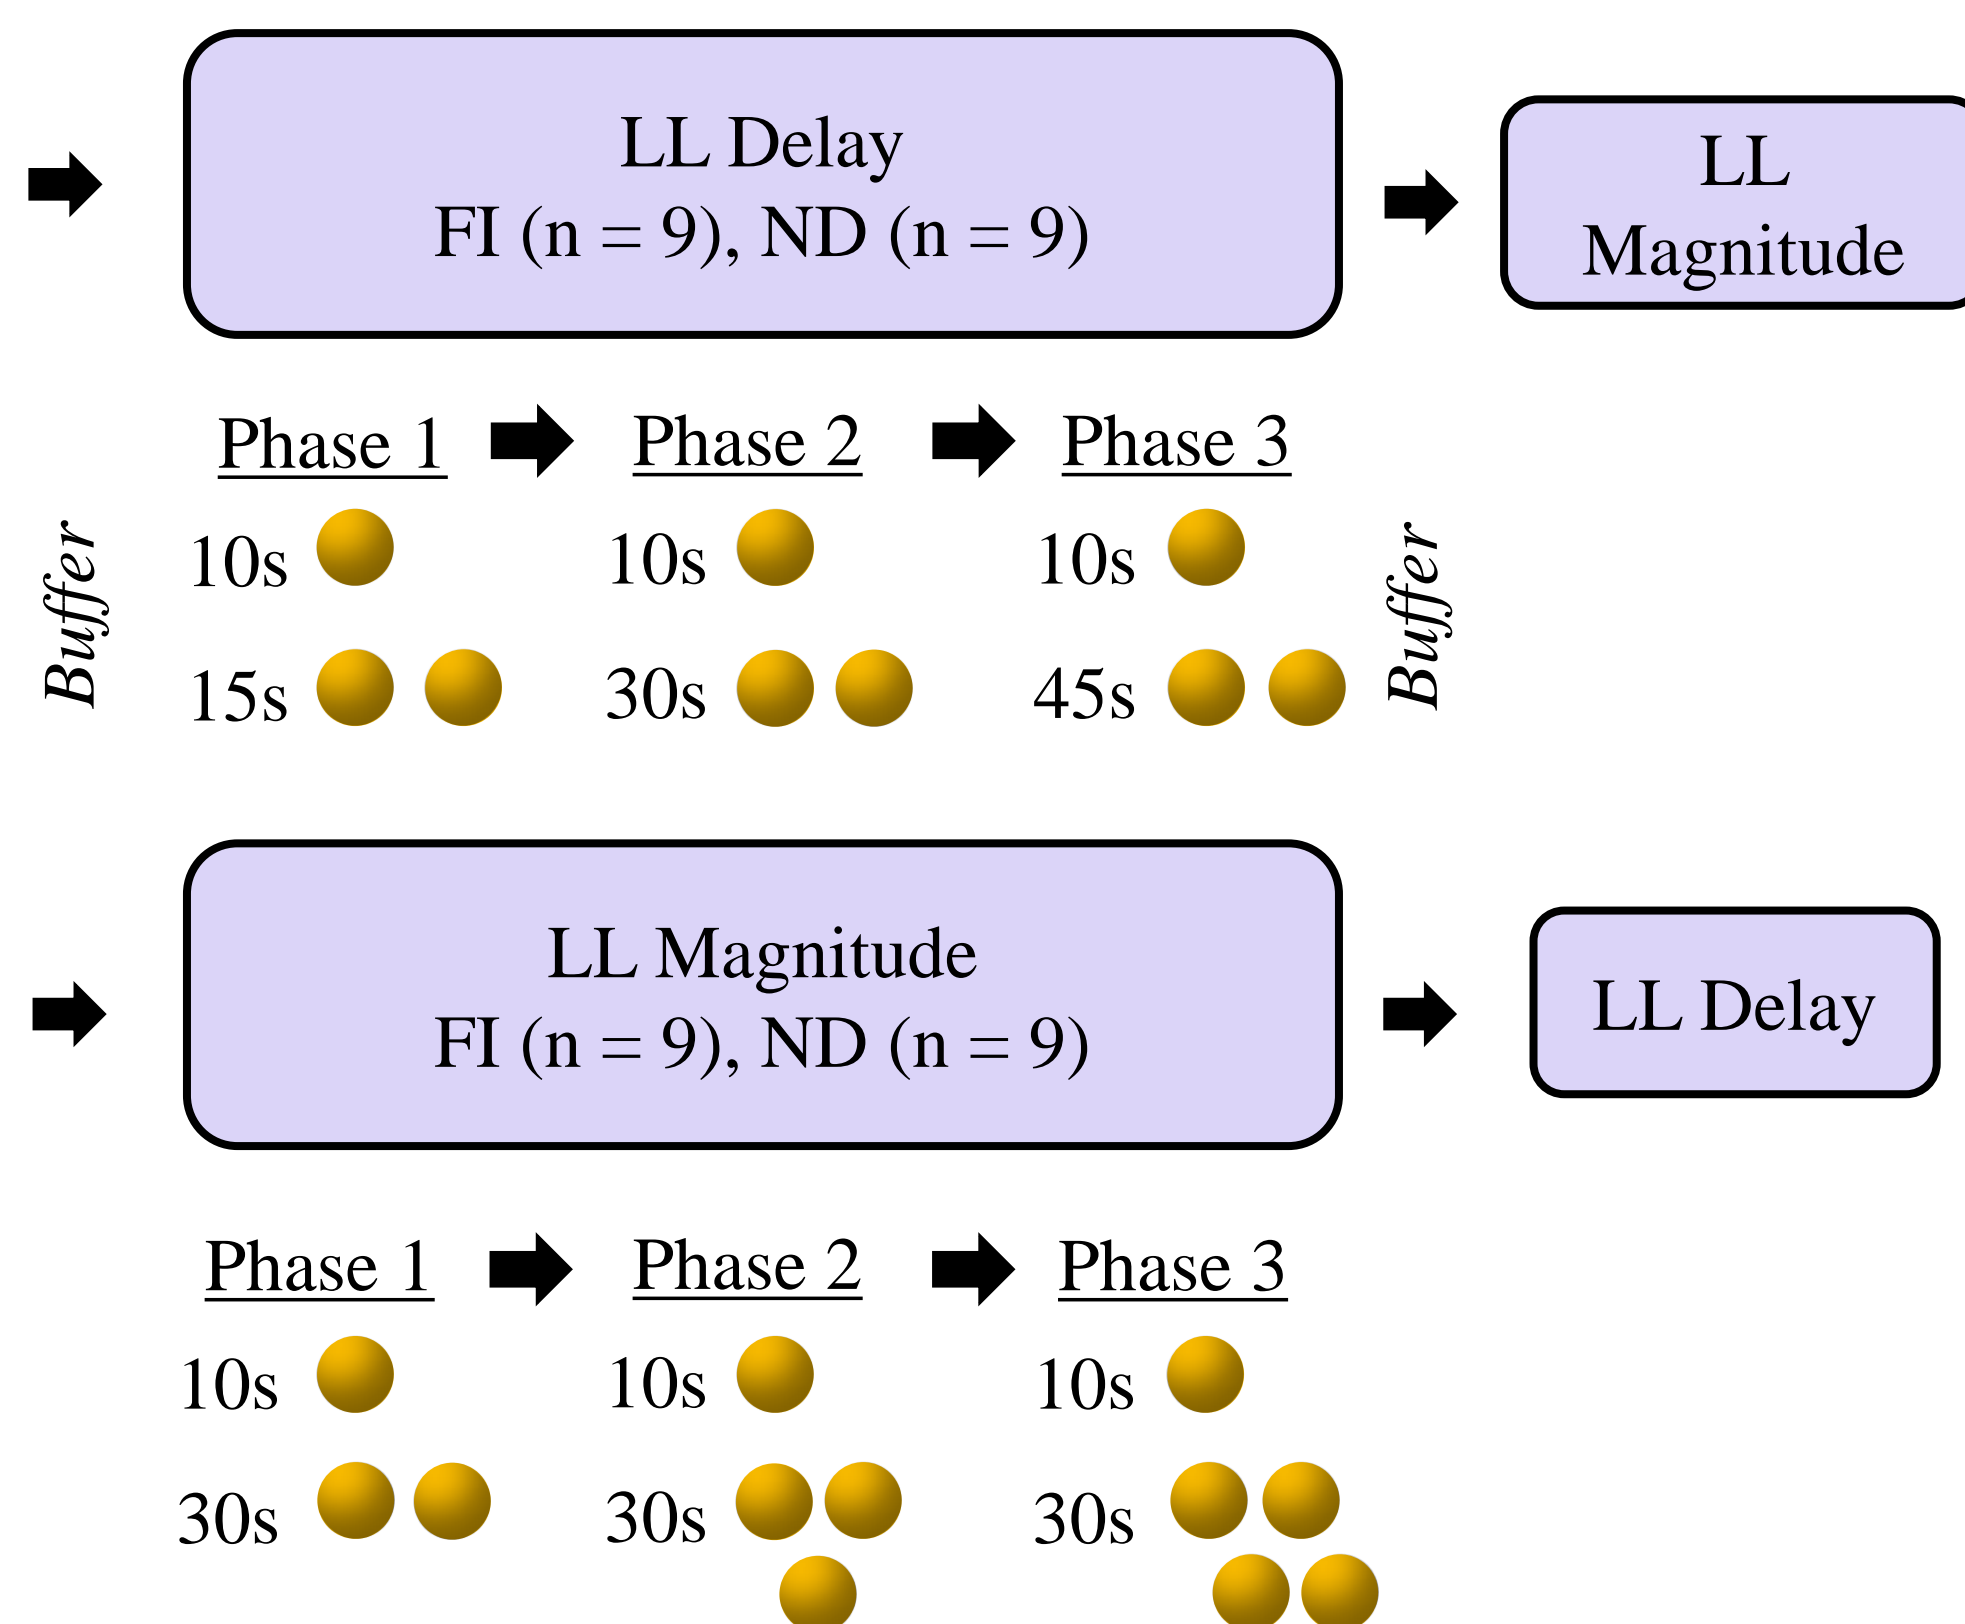 LL Delay
FI (n = 9), ND (n = 9)
LL
Magnitude
Phase 1
Phase 2
Phase 3
10s
10s
10s
Buffer
Buffer
15s
30s
45s
LL Magnitude
FI (n = 9), ND (n = 9)
LL Delay
Phase 1
Phase 2
Phase 3
10s
10s
10s
30s
30s
30s